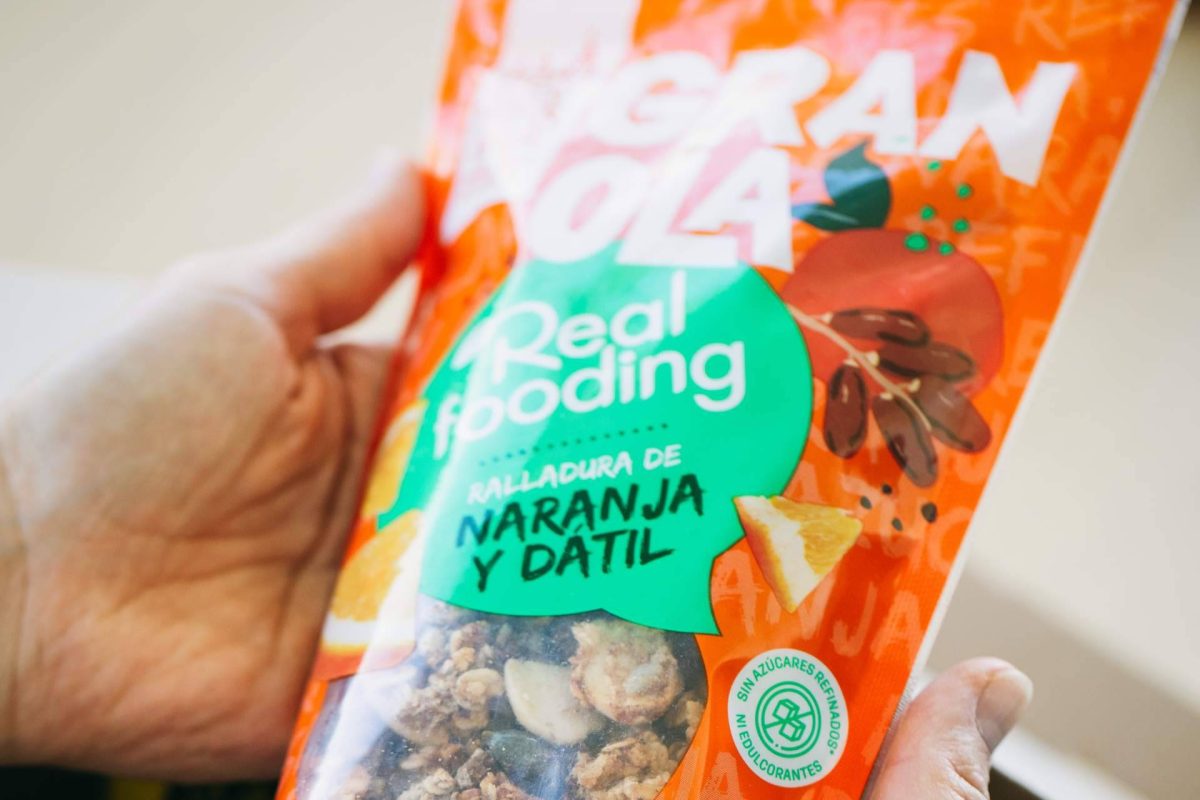 GRAN
OLA
Real
fooding
RALLADURA DE
NARANJA
Y DÁTIL
SIN AZÚCARES REFINADOS*
NI EDULCORANTES